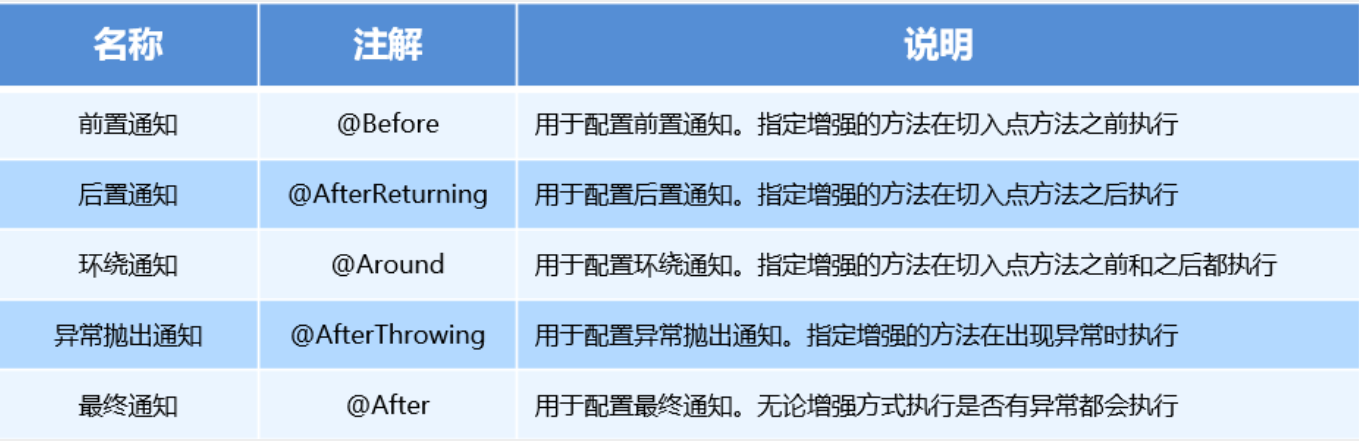 名称 注解 说明
前置通知 @Before 用于配置前置通知。指定增强的方法在切入点方法之前执行
后置通知 @AfterReturning 用于配置后置通知。指定增强的方法在切入点方法之后执行
环绕通知 @Around 用于配置环绕通知。指定增强的方法在切入点方法之前和之后都执行
异常抛出通知 @AfterThrowing 用于配置异常抛出通知。指定增强的方法在出现异常时执行
最终通知 @After 用于配置最终通知。无论增强方式执行是否有异常都会执行